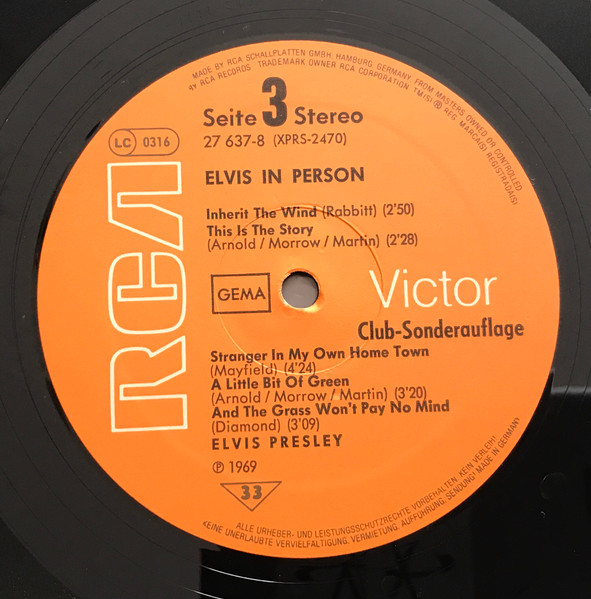 MADE BY RCA SCHALLPLATTEN GMBH, HAMBURG, GERMANY, FROM MASTERS OWNED OR CONTROLLED
BY RCA RECORDS TRADEMARK OWNER RCA CORPORATION TM(S) ® REG. MARCA(S) REGISTRADA(S)
Seite 3 Stereo
27 637-8 (XPRS-2470)
LC 0316
ELVIS IN PERSON
Inherit The Wind (Rabbitt) (2'50)
This Is The Story
(Arnold / Morrow / Martin) (2'28)
RCA
GEMA
Victor
Club-Sonderauflage
Stranger In My Own Home Town
(Mayfield) (4'24)
A Little Bit Of Green
(Arnold / Morrow / Martin) (3'20)
And The Grass Won't Pay No Mind
(Diamond) (3'09)
ELVIS PRESLEY
℗ 1969
33
ALLE URHEBER- UND LEISTUNGSSCHUTZRECHTE VORBEHALTEN. KEIN VERLEIH!
KEINE UNERLAUBTE VERVIELFALTIGUNG, VERMIETUNG, AUFFÜHRUNG, SENDUNG! MADE IN GERMANY